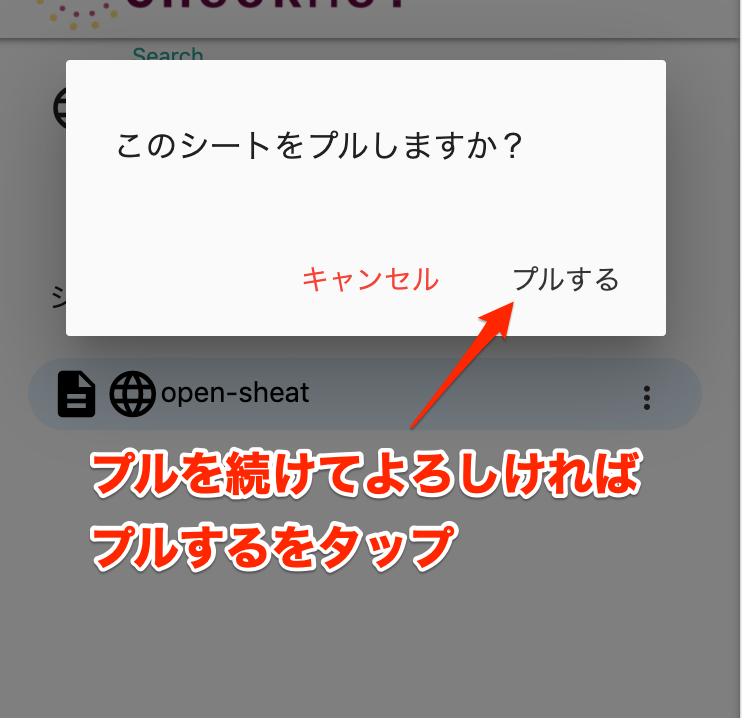 Search
このシートをプルしますか？
キャンセル
プルする
open-sheat
プルを続けてよろしければ
プルするをタップ